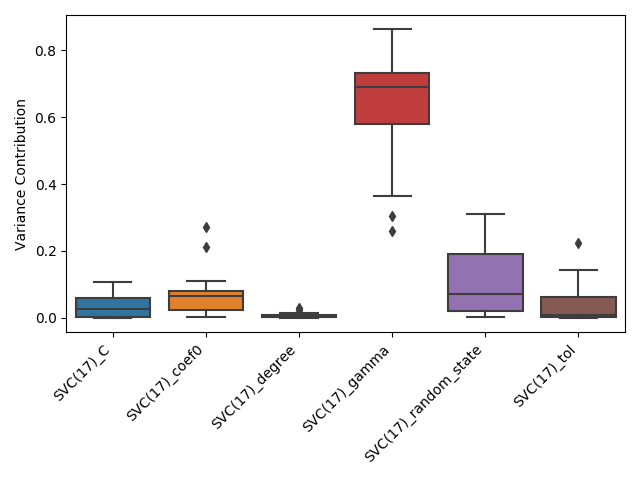 Variance Contribution
0.8
0.6
0.4
0.2
0.0
SVC(17)_C
SVC(17)_coef0
SVC(17)_degree
SVC(17)_gamma
SVC(17)_random_state
SVC(17)_tol